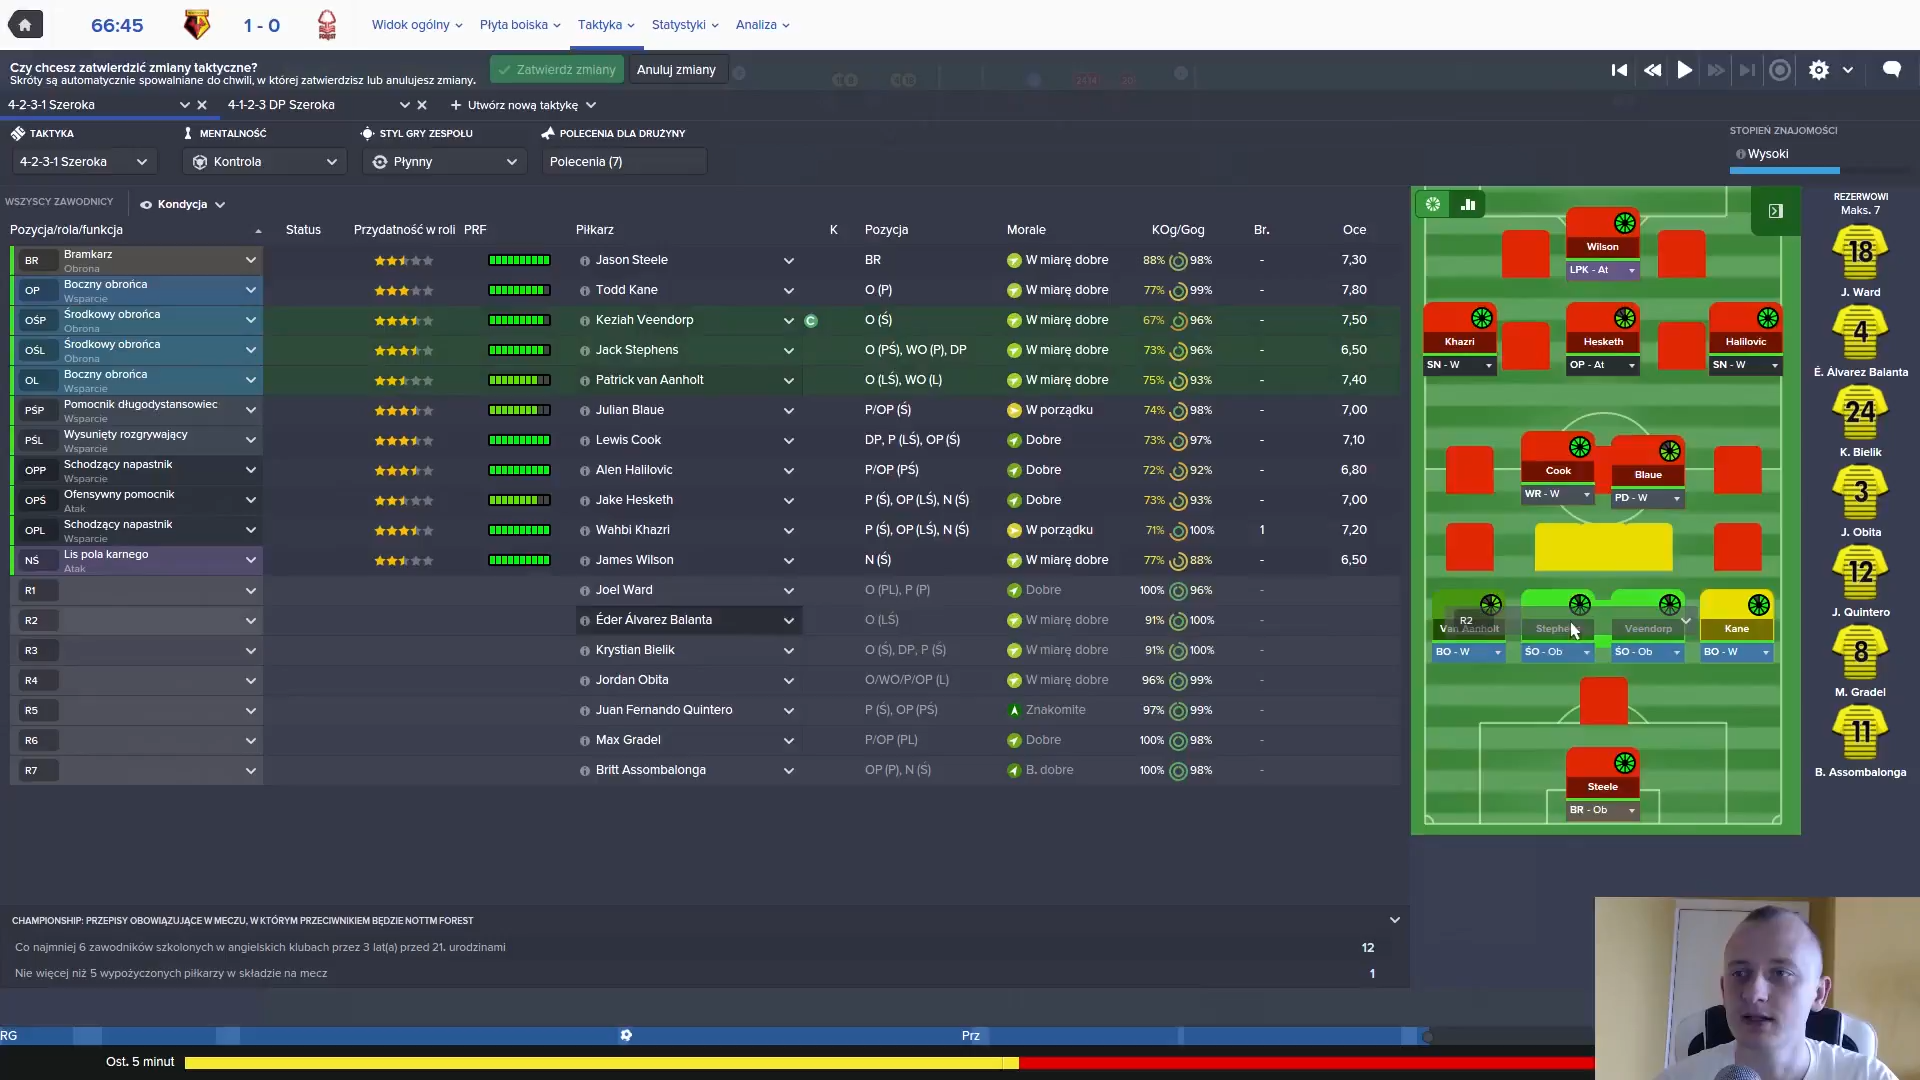 66:45
1 - 0
FOREST
Widok ogólny
Płyta boiska
Taktyka
Statystyki
Analiza
Czy chcesz zatwierdzić zmiany taktyczne?
Skróty są automatycznie spowalniane do chwili, w której zatwierdzisz lub anulujesz zmiany.
Zatwierdź zmiany
Anuluj zmiany
4-2-3-1 Szeroka
4-1-2-3 DP Szeroka
Utwórz nową taktykę
TAKTYKA
MENTALNOŚĆ
STYL GRY ZESPOŁU
POLECENIA DLA DRUŻYNY
4-2-3-1 Szeroka
Kontrola
Płynny
Polecenia (7)
STOPIEŃ ZNAJOMOŚCI
Wysoki
WSZYSCY ZAWODNICY
Kondycja
Pozycja/rola/funkcja Status Przydatność w roli PRF Piłkarz K Pozycja Morale KOg/Gog Br. Oce
BR Bramkarz Obrona Jason Steele BR W miarę dobre 88% 98% - 7,30
OP Boczny obrońca Wsparcie Todd Kane O (P) W miarę dobre 77% 99% - 7,80
OŚP Środkowy obrońca Obrona Keziah Veendorp C O (Ś) W miarę dobre 67% 96% - 7,50
OŚL Środkowy obrońca Obrona Jack Stephens O (PŚ), WO (P), DP W miarę dobre 73% 96% - 6,50
OL Boczny obrońca Wsparcie Patrick van Aanholt O (LŚ), WO (L) W miarę dobre 75% 93% - 7,40
PŚP Pomocnik długodystansowiec Wsparcie Julian Blaue P/OP (Ś) W porządku 74% 98% - 7,00
PŚL Wysunięty rozgrywający Wsparcie Lewis Cook DP, P (LŚ), OP (Ś) Dobre 73% 97% - 7,10
OPP Schodzący napastnik Wsparcie Alen Halilovic P/OP (PŚ) Dobre 72% 92% - 6,80
OPŚ Ofensywny pomocnik Atak Jake Hesketh P (Ś), OP (LŚ), N (Ś) Dobre 73% 93% - 7,00
OPL Schodzący napastnik Wsparcie Wahbi Khazri P (Ś), OP (LŚ), N (Ś) W porządku 71% 100% 1 7,20
NŚ Lis pola karnego Atak James Wilson N (Ś) W miarę dobre 77% 88% - 6,50
R1 Joel Ward O (PL), P (P) Dobre 100% 96% -
R2 Éder Álvarez Balanta O (LŚ) W miarę dobre 91% 100% -
R3 Krystian Bielik O (Ś), DP, P (Ś) W miarę dobre 91% 100% -
R4 Jordan Obita O/WO/P/OP (L) W miarę dobre 96% 99% -
R5 Juan Fernando Quintero P (Ś), OP (PŚ) Znakomite 97% 99% -
R6 Max Gradel P/OP (PL) Dobre 100% 98% -
R7 Britt Assombalonga OP (P), N (Ś) B. dobre 100% 98% -
Wilson
LPK - At
Khazri Hesketh Halilovic
SN - W OP - At SN - W
Cook Blaue
WR - W PD - W
R2
Van Aanholt Veendorp Kane
BO - W ŚO - Ob ŚO - Ob BO - W
Steele
BR - Ob
REZERWOWI
Maks. 7
18
J. Ward
4
É. Álvarez Balanta
24
K. Bielik
3
J. Obita
12
J. Quintero
8
M. Gradel
11
B. Assombalonga
CHAMPIONSHIP: PRZEPISY OBOWIĄZUJĄCE W MECZU, W KTÓRYM PRZECIWNIKIEM BĘDZIE NOTTM FOREST
Co najmniej 6 zawodników szkolonych w angielskich klubach przez 3 lat(a) przed 21. urodzinami 12
Nie więcej niż 5 wypożyczonych piłkarzy w składzie na mecz 1
RG
Prz
Ost. 5 minut